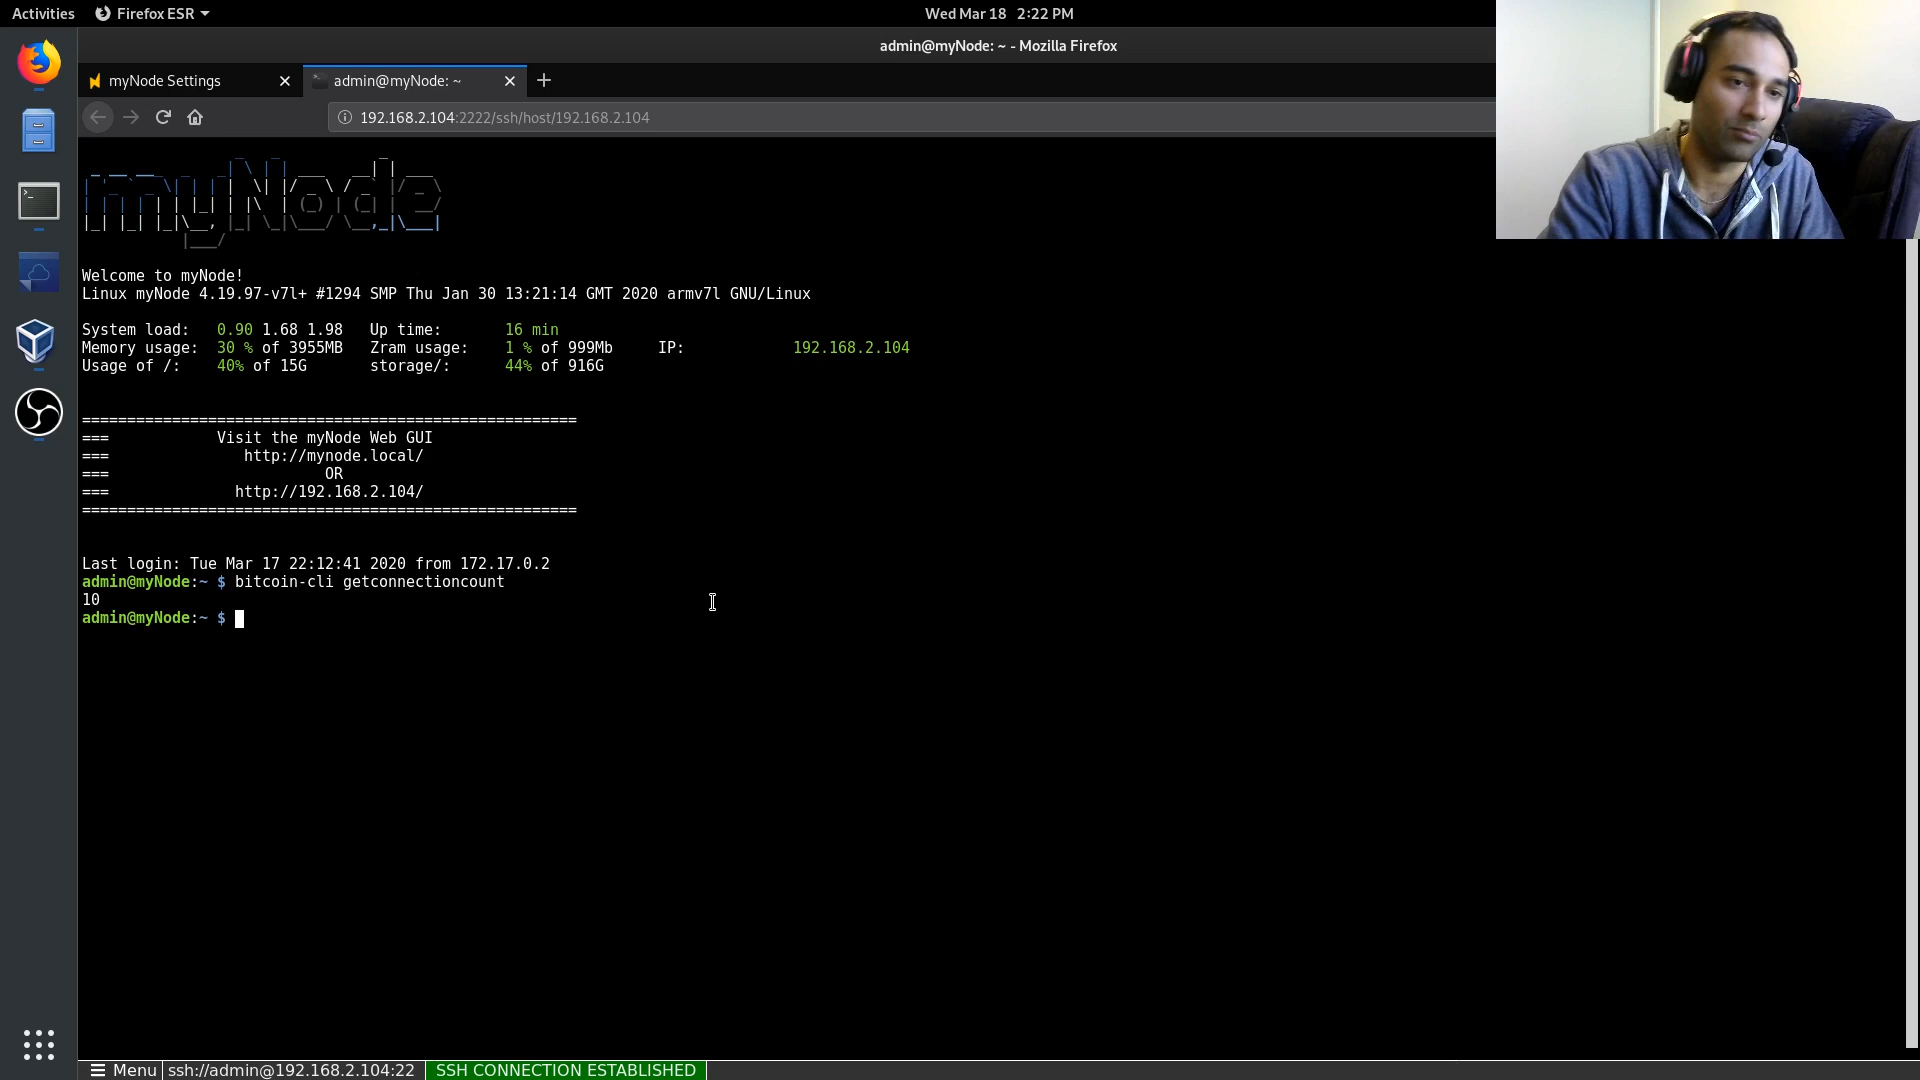 Activities Firefox ESR Wed Mar 18 2:22 PM
admin@myNode: ~ - Mozilla Firefox
myNode Settings admin@myNode: ~
192.168.2.104:2222/ssh/host/192.168.2.104
myNode
Welcome to myNode!
Linux myNode 4.19.97-v7l+ #1294 SMP Thu Jan 30 13:21:14 GMT 2020 armv7l GNU/Linux
System load: 0.90 1.68 1.98 Up time: 16 min
Memory usage: 30 % of 3955MB Zram usage: 1 % of 999Mb IP: 192.168.2.104
Usage of /: 40% of 15G storage/: 44% of 916G
=======================================================
=== Visit the myNode Web GUI
=== http://mynode.local/
=== OR
=== http://192.168.2.104/
=======================================================
Last login: Tue Mar 17 22:12:41 2020 from 172.17.0.2
admin@myNode:~ $ bitcoin-cli getconnectioncount
10
admin@myNode:~ $
Menu ssh://admin@192.168.2.104:22 SSH CONNECTION ESTABLISHED